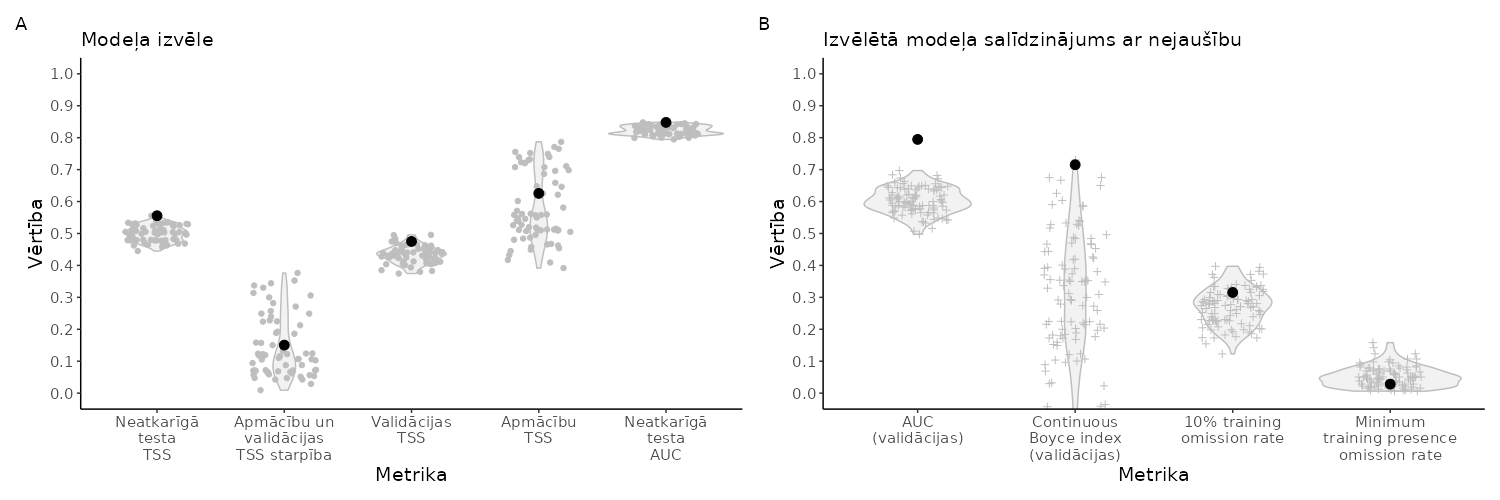 A
Modeļa izvēle
Vērtība
1.0
0.9
0.8
0.7
0.6
0.5
0.4
0.3
0.2
0.1
0.0
Neatkarīgā
testa
TSS
Apmācību un
validācijas
TSS starpība
Validācijas
TSS
Apmācību
TSS
Neatkarīgā
testa
AUC
Metrika
B
Izvēlētā modeļa salīdzinājums ar nejaušību
Vērtība
1.0
0.9
0.8
0.7
0.6
0.5
0.4
0.3
0.2
0.1
0.0
AUC
(validācijas)
Continuous
Boyce index
(validācijas)
10% training
omission rate
Minimum
training presence
omission rate
Metrika